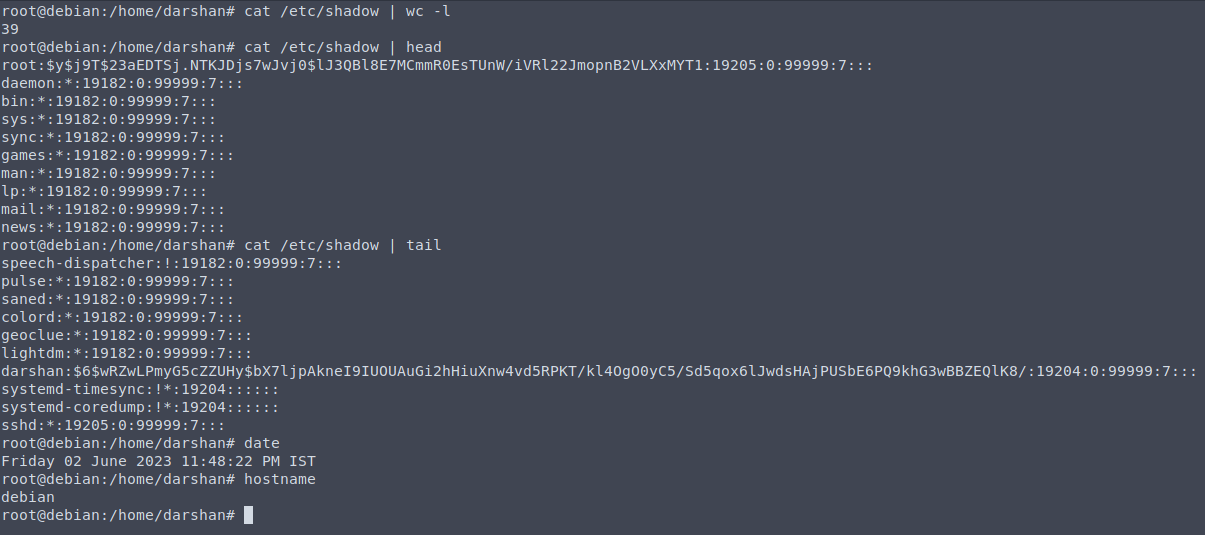 root@debian:/home/darshan# cat /etc/shadow | wc -l
39
root@debian:/home/darshan# cat /etc/shadow | head
root:$y$j9T$23aEDTSj.NTKJDjs7wJvj0$lJ3QBl8E7MCmmR0EsTUnW/iVRl22JmopnB2VLXxMYT1:19205:0:99999:7:::
daemon:*:19182:0:99999:7:::
bin:*:19182:0:99999:7:::
sys:*:19182:0:99999:7:::
sync:*:19182:0:99999:7:::
games:*:19182:0:99999:7:::
man:*:19182:0:99999:7:::
lp:*:19182:0:99999:7:::
mail:*:19182:0:99999:7:::
news:*:19182:0:99999:7:::
root@debian:/home/darshan# cat /etc/shadow | tail
speech-dispatcher:!:19182:0:99999:7:::
pulse:*:19182:0:99999:7:::
saned:*:19182:0:99999:7:::
colord:*:19182:0:99999:7:::
geoclue:*:19182:0:99999:7:::
lightdm:*:19182:0:99999:7:::
darshan:$6$wRZwLPmyG5cZZUHy$bX7ljpAkneI9IUOUAuGi2hHiuXnw4vd5RPKT/kl4OgO0yC5/Sd5qox6lJwdsHAjPUSbE6PQ9khG3wBBZEQlK8/:19204:0:99999:7:::
systemd-timesync:!*:19204::::::
systemd-coredump:!*:19204::::::
sshd:*:19205:0:99999:7:::
root@debian:/home/darshan# date
Friday 02 June 2023 11:48:22 PM IST
root@debian:/home/darshan# hostname
debian
root@debian:/home/darshan#